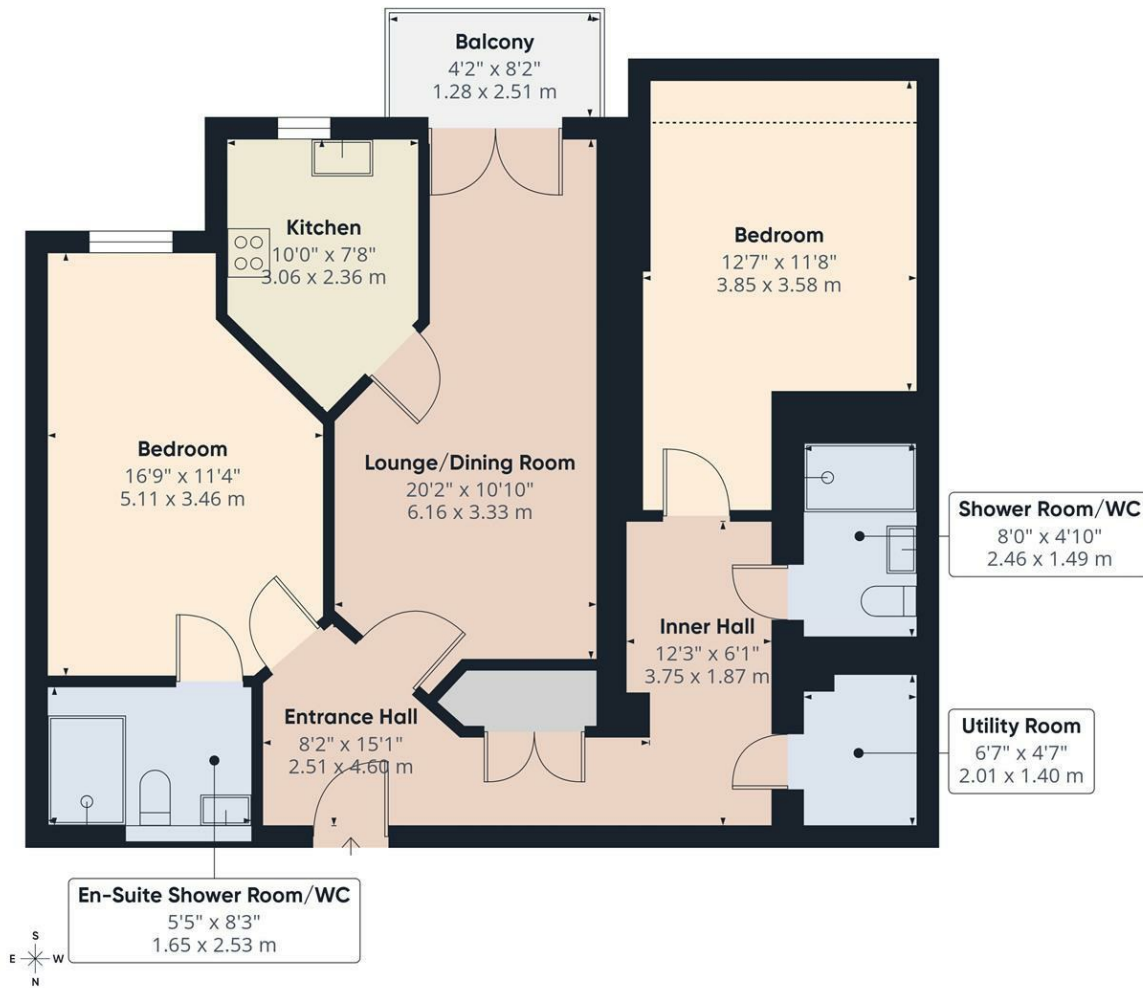 Balcony
4'2" x 8'2"
1.28 x 2.51 m
Kitchen
10'0" x 7'8"
3.06 x 2.36 m
Bedroom
12'7" x 11'8"
3.85 x 3.58 m
Bedroom
16'9" x 11'4"
5.11 x 3.46 m
Lounge/Dining Room
20'2" x 10'10"
6.16 x 3.33 m
Shower Room/WC
8'0" x 4'10"
2.46 x 1.49 m
Inner Hall
12'3" x 6'1"
3.75 x 1.87 m
Entrance Hall
8'2" x 15'1"
2.51 x 4.60 m
Utility Room
6'7" x 4'7"
2.01 x 1.40 m
En-Suite Shower Room/WC
5'5" x 8'3"
1.65 x 2.53 m
S
E W
N